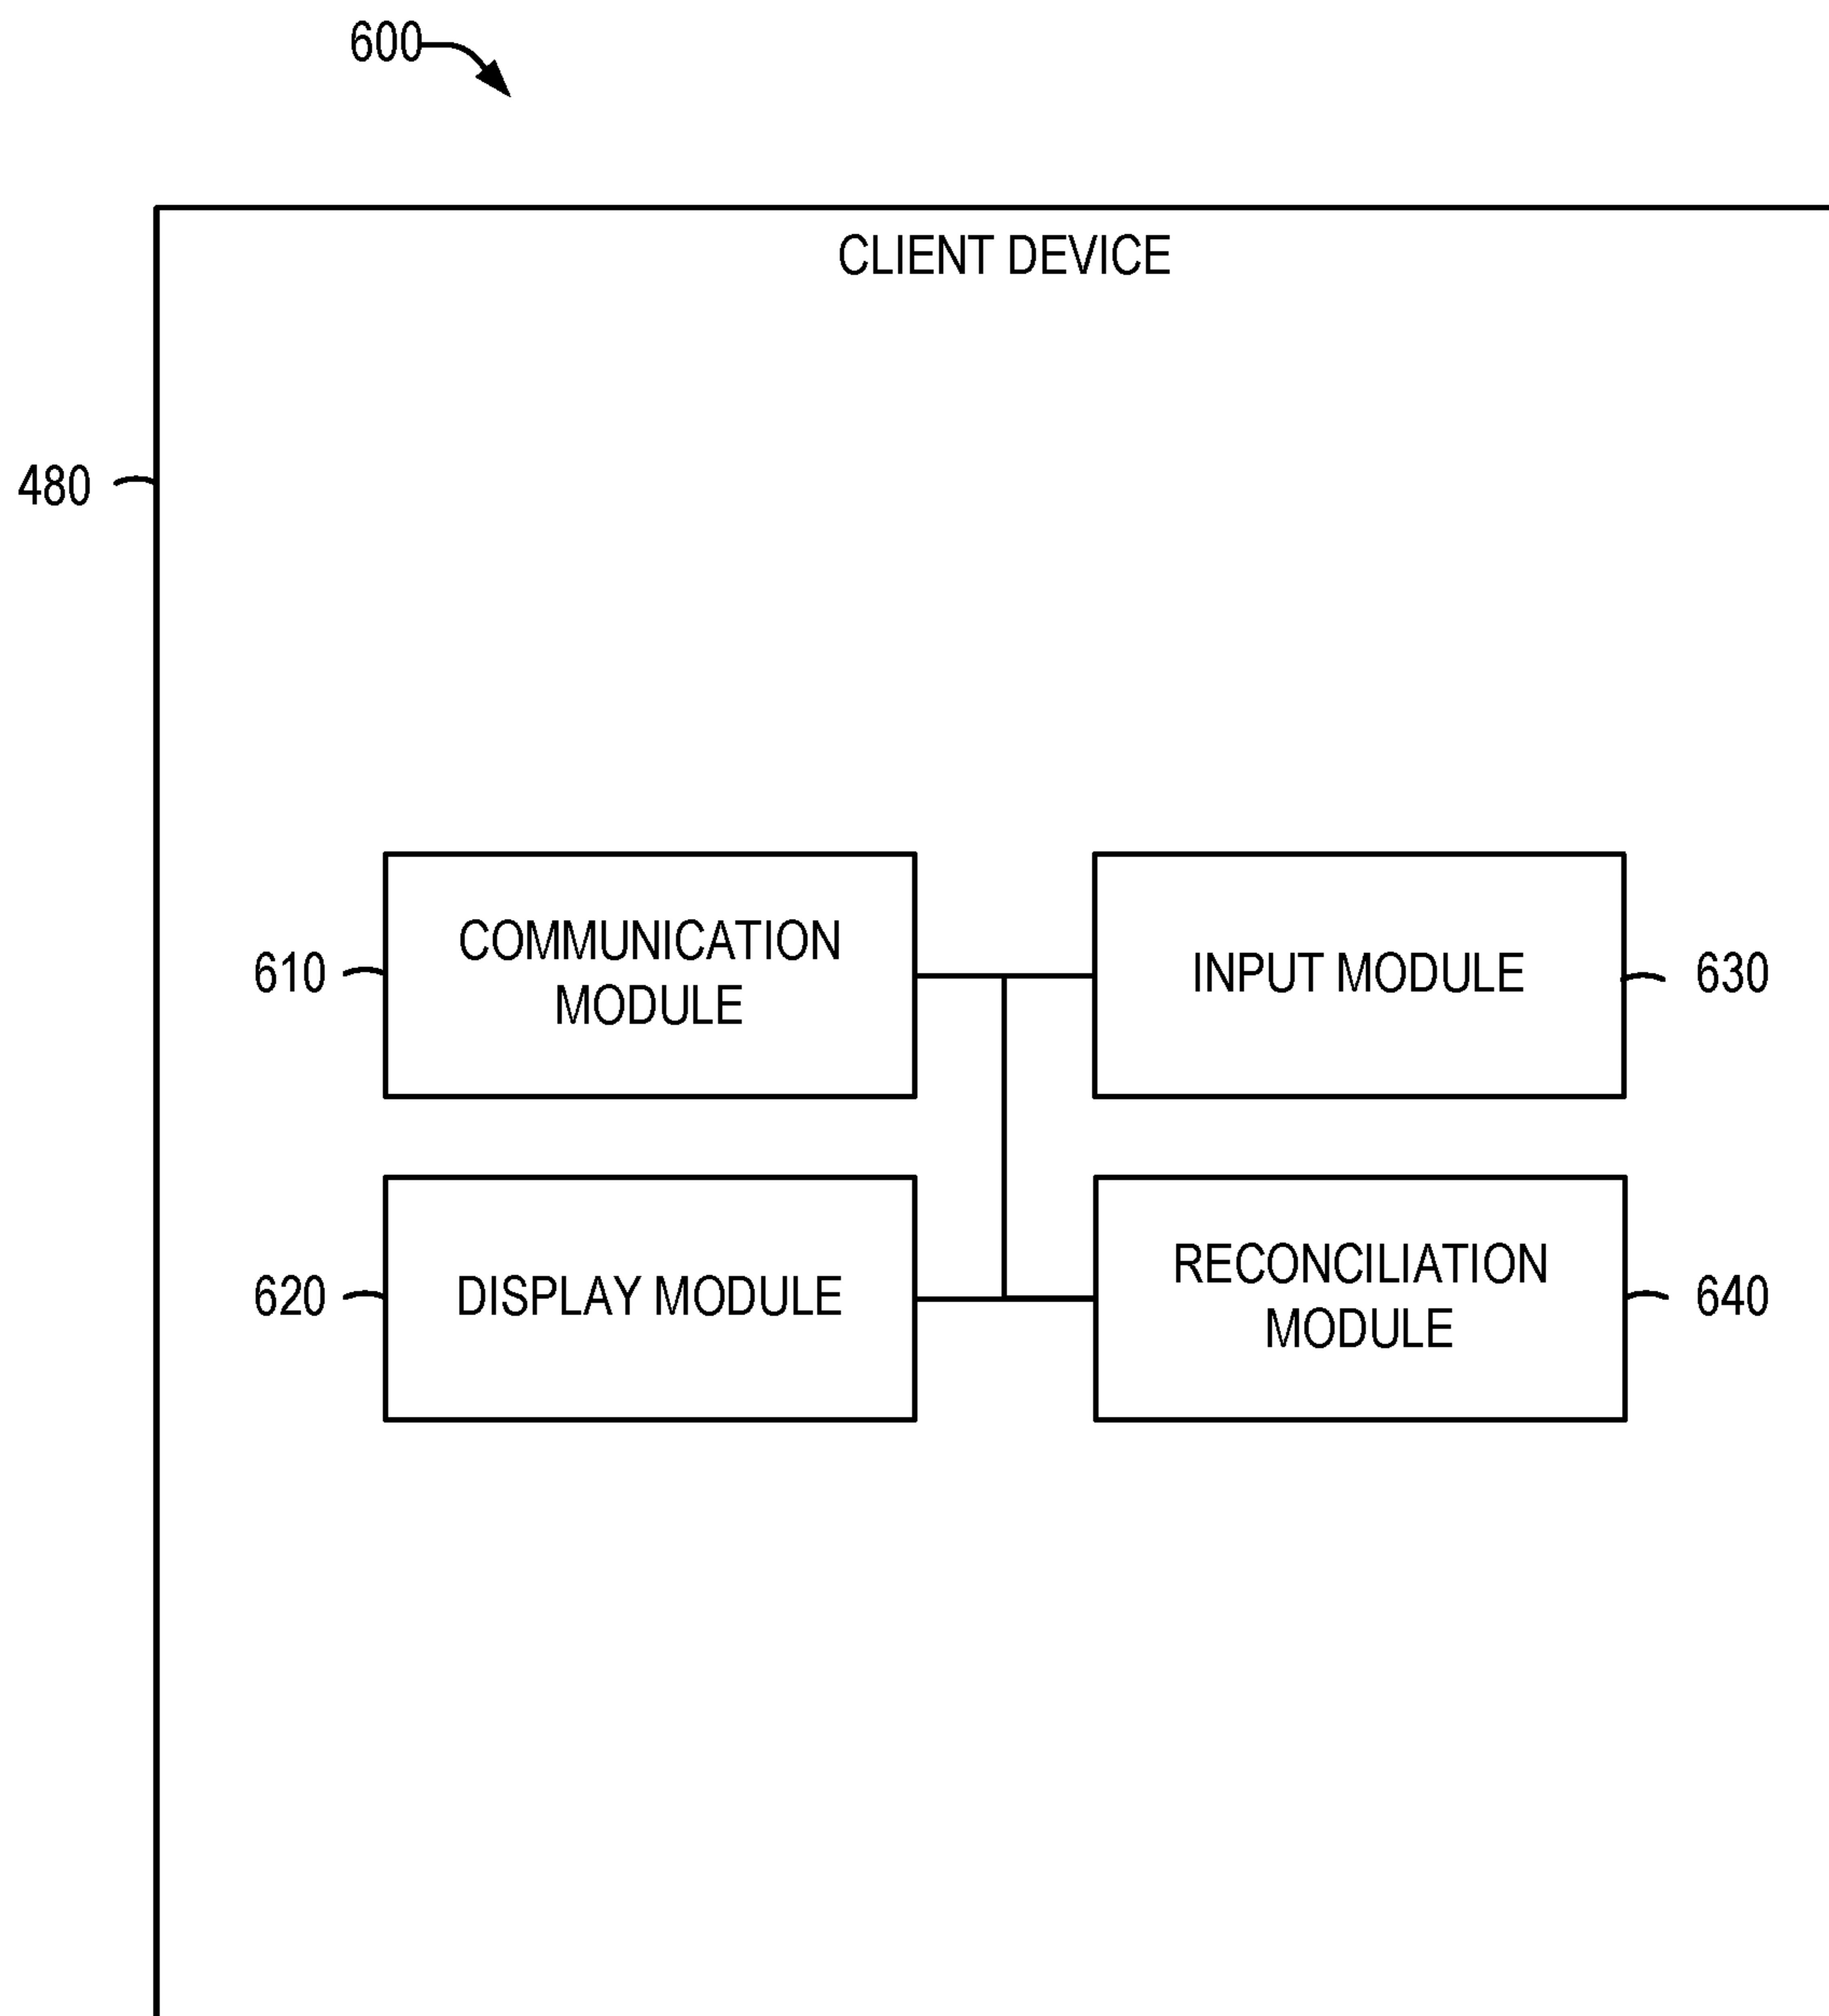 600
CLIENT DEVICE
480
COMMUNICATION
MODULE
610
INPUT MODULE
630
DISPLAY MODULE
620
RECONCILIATION
MODULE
640